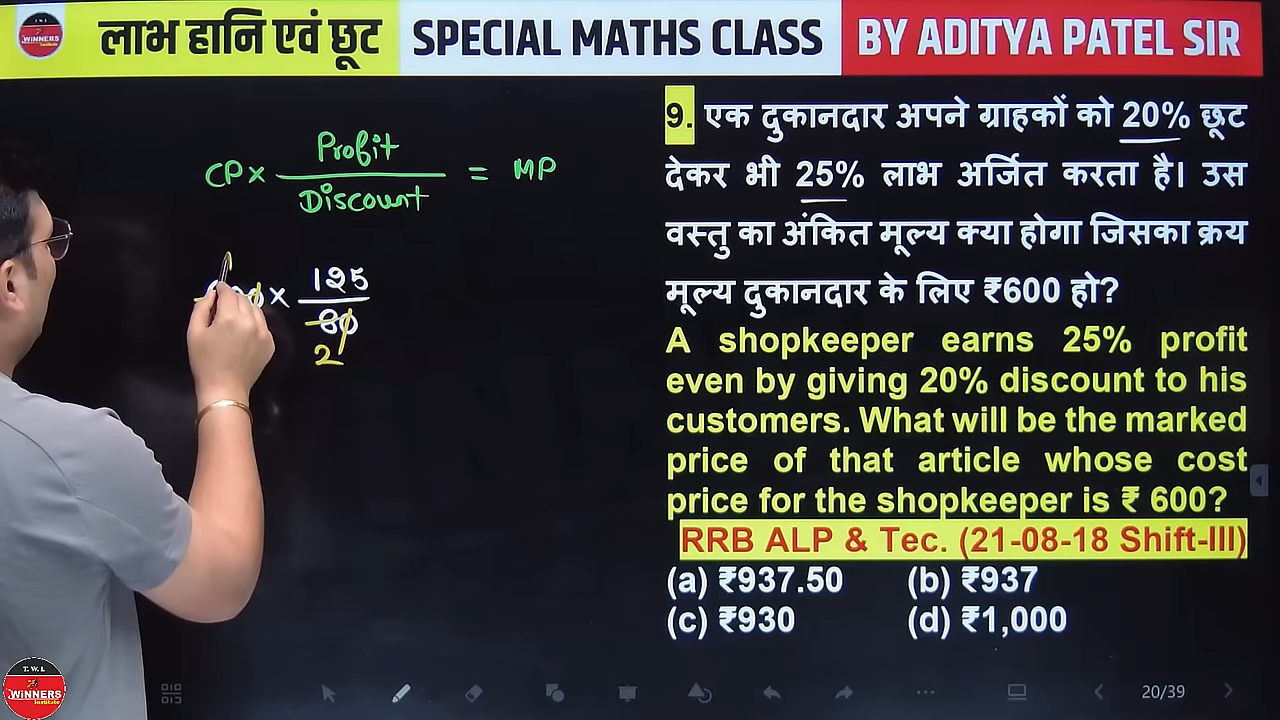 WiNNERS
Institute
लाभ हानि एवं छूट SPECIAL MATHS CLASS BY ADITYA PATEL SIR
CP × Profit / Discount = MP
× 125
80
2
9. एक दुकानदार अपने ग्राहकों को 20% छूट
देकर भी 25% लाभ अर्जित करता है। उस
वस्तु का अंकित मूल्य क्या होगा जिसका क्रय
मूल्य दुकानदार के लिए ₹600 हो?
A shopkeeper earns 25% profit
even by giving 20% discount to his
customers. What will be the marked
price of that article whose cost
price for the shopkeeper is ₹ 600?
RRB ALP & Tec. (21-08-18 Shift-III)
(a) ₹937.50 (b) ₹937
(c) ₹930 (d) ₹1,000
T.W.I.
WiNNERS
Institute
20/39